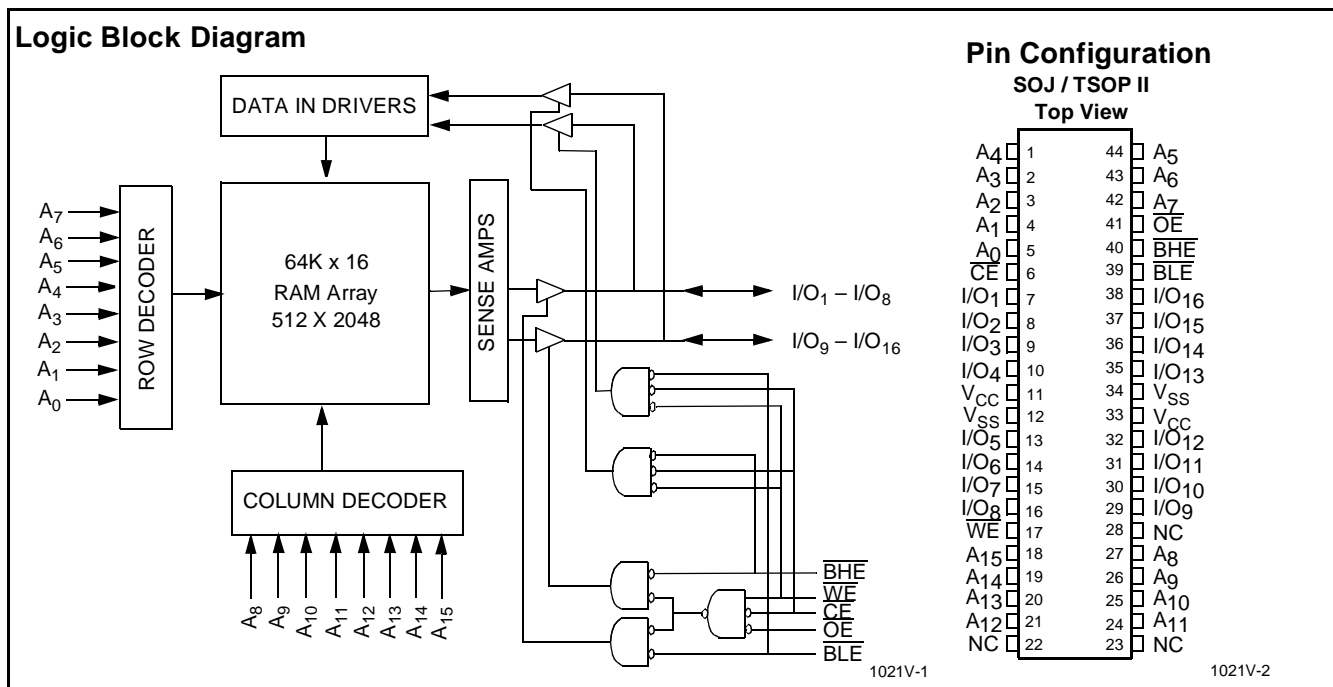 Logic Block Diagram
DATA IN DRIVERS
A7
A6
A5
A4
A3
A2
A1
A0
ROW DECODER
64K x 16
RAM Array
512 X 2048
SENSE AMPS
I/O1 – I/O8
I/O9 – I/O16
COLUMN DECODER
A8
A9
A10
A11
A12
A13
A14
A15
BHE
WE
CE
OE
BLE
1021V-1
Pin Configuration
SOJ / TSOP II
Top View
A4 1 44 A5
A3 2 43 A6
A2 3 42 A7
A1 4 41 OE
A0 5 40 BHE
CE 6 39 BLE
I/O1 7 38 I/O16
I/O2 8 37 I/O15
I/O3 9 36 I/O14
I/O4 10 35 I/O13
VCC 11 34 VSS
VSS 12 33 VCC
I/O5 13 32 I/O12
I/O6 14 31 I/O11
I/O7 15 30 I/O10
I/O8 16 29 I/O9
WE 17 28 NC
A15 18 27 A8
A14 19 26 A9
A13 20 25 A10
A12 21 24 A11
NC 22 23 NC
1021V-2